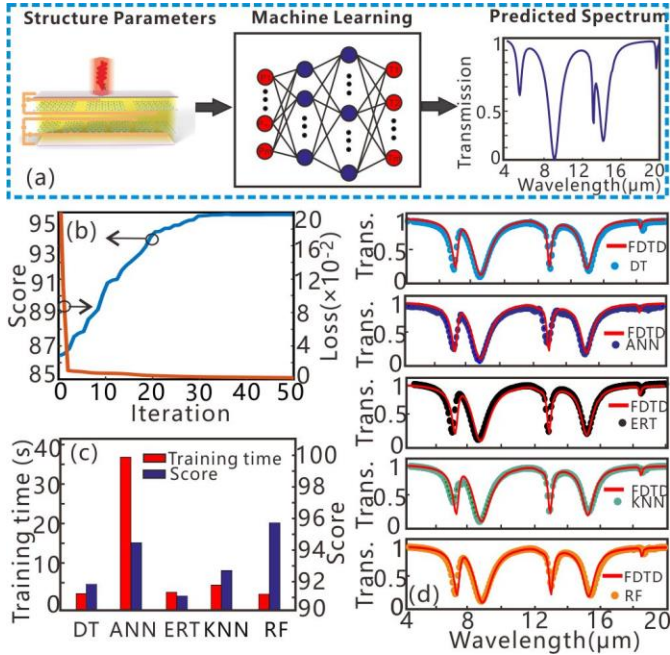 Structure Parameters
Machine Learning
Predicted Spectrum
Transmission
1
0.5
0
4 8 12 16 20
Wavelength(μm)
(a)
(b)
Score
95
93
91
89
87
85
Loss(×10⁻²)
20
16
12
8
4
0
0 10 20 30 40 50
Iteration
(c)
Training time (s)
40
30
20
10
0
Training time
Score
Score
100
98
96
94
92
90
DT ANN ERT KNN RF
Trans.
1
0.5
0
FDTD
DT
Trans.
1
0.5
0
FDTD
ANN
Trans.
1
0.5
0
FDTD
ERT
Trans.
1
0.5
0
FDTD
KNN
Trans.
1
0.5
0
FDTD
RF
(d)
4 8 12 16 20
Wavelength(μm)